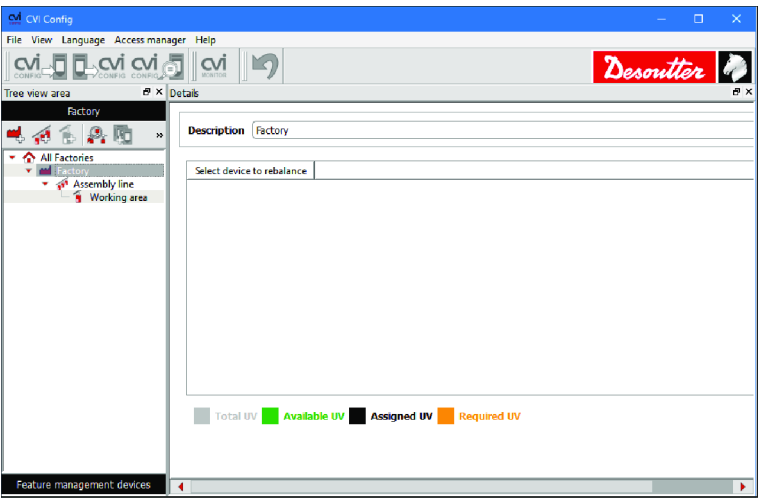 CVI Config
File View Language Access manager Help
CVI CONFIG CVI CONFIG CVI CONFIG CVI MONITOR
Desoutter
Tree view area
Details
Factory
Description Factory
»
All Factories
Factory
Assembly line
Working area
Select device to rebalance
Total UV Available UV Assigned UV Required UV
Feature management devices